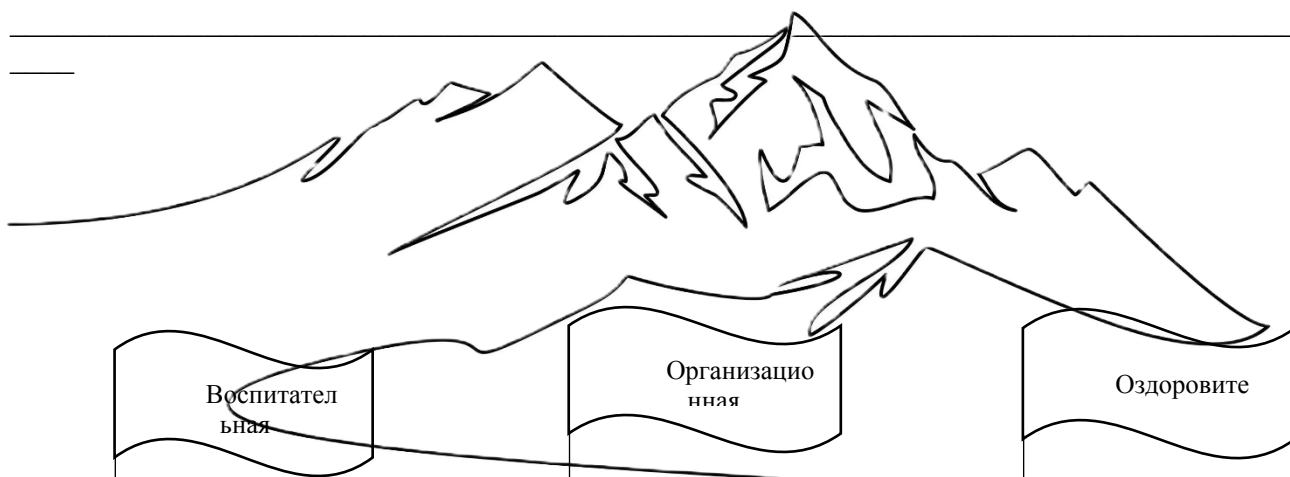 Воспитател
ьная
Организацио
нная
Оздоровите